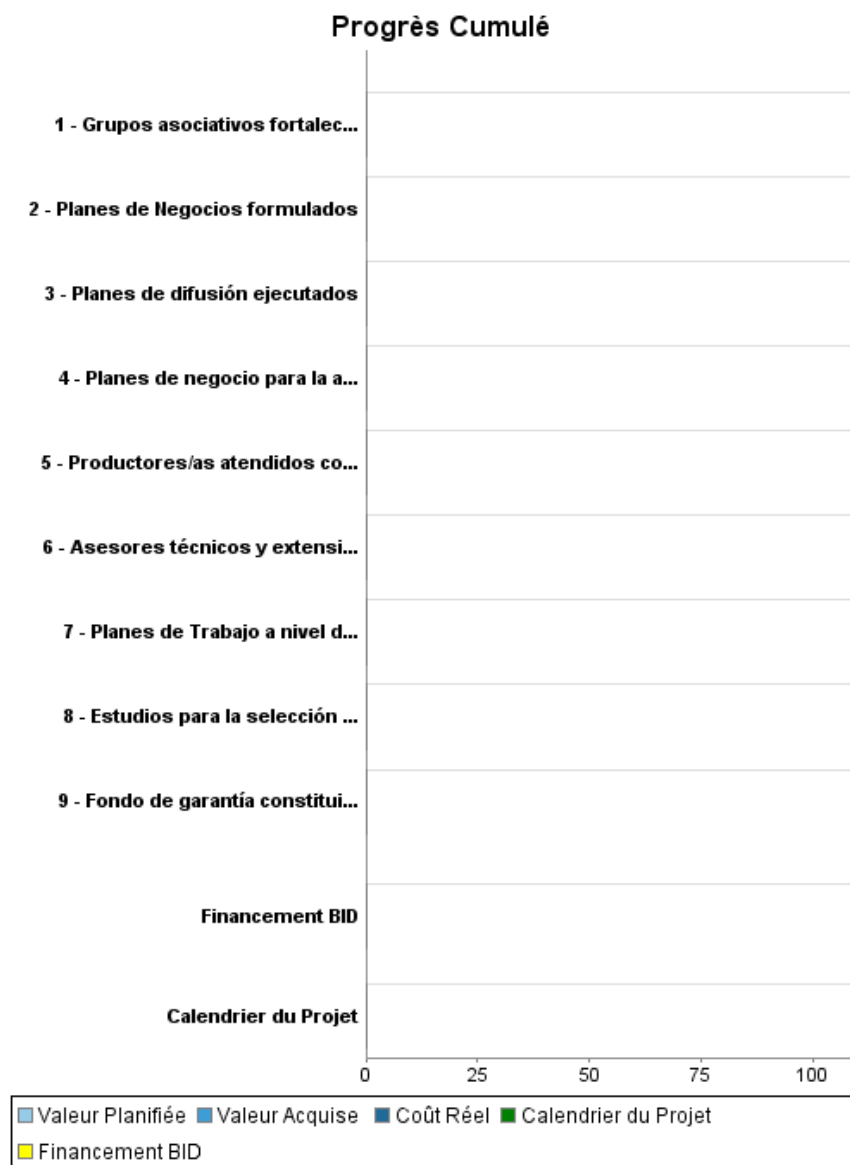 Progrès Cumulé
1 - Grupos asociativos fortalec...
2 - Planes de Negocios formulados
3 - Planes de difusión ejecutados
4 - Planes de negocio para la a...
5 - Productores/as atendidos co...
6 - Asesores técnicos y extensi...
7 - Planes de Trabajo a nivel d...
8 - Estudios para la selección ...
9 - Fondo de garantía constitui...
Financement BID
Calendrier du Projet
0 25 50 75 100
Valeur Planifiée Valeur Acquise Coût Réel Calendrier du Projet
Financement BID